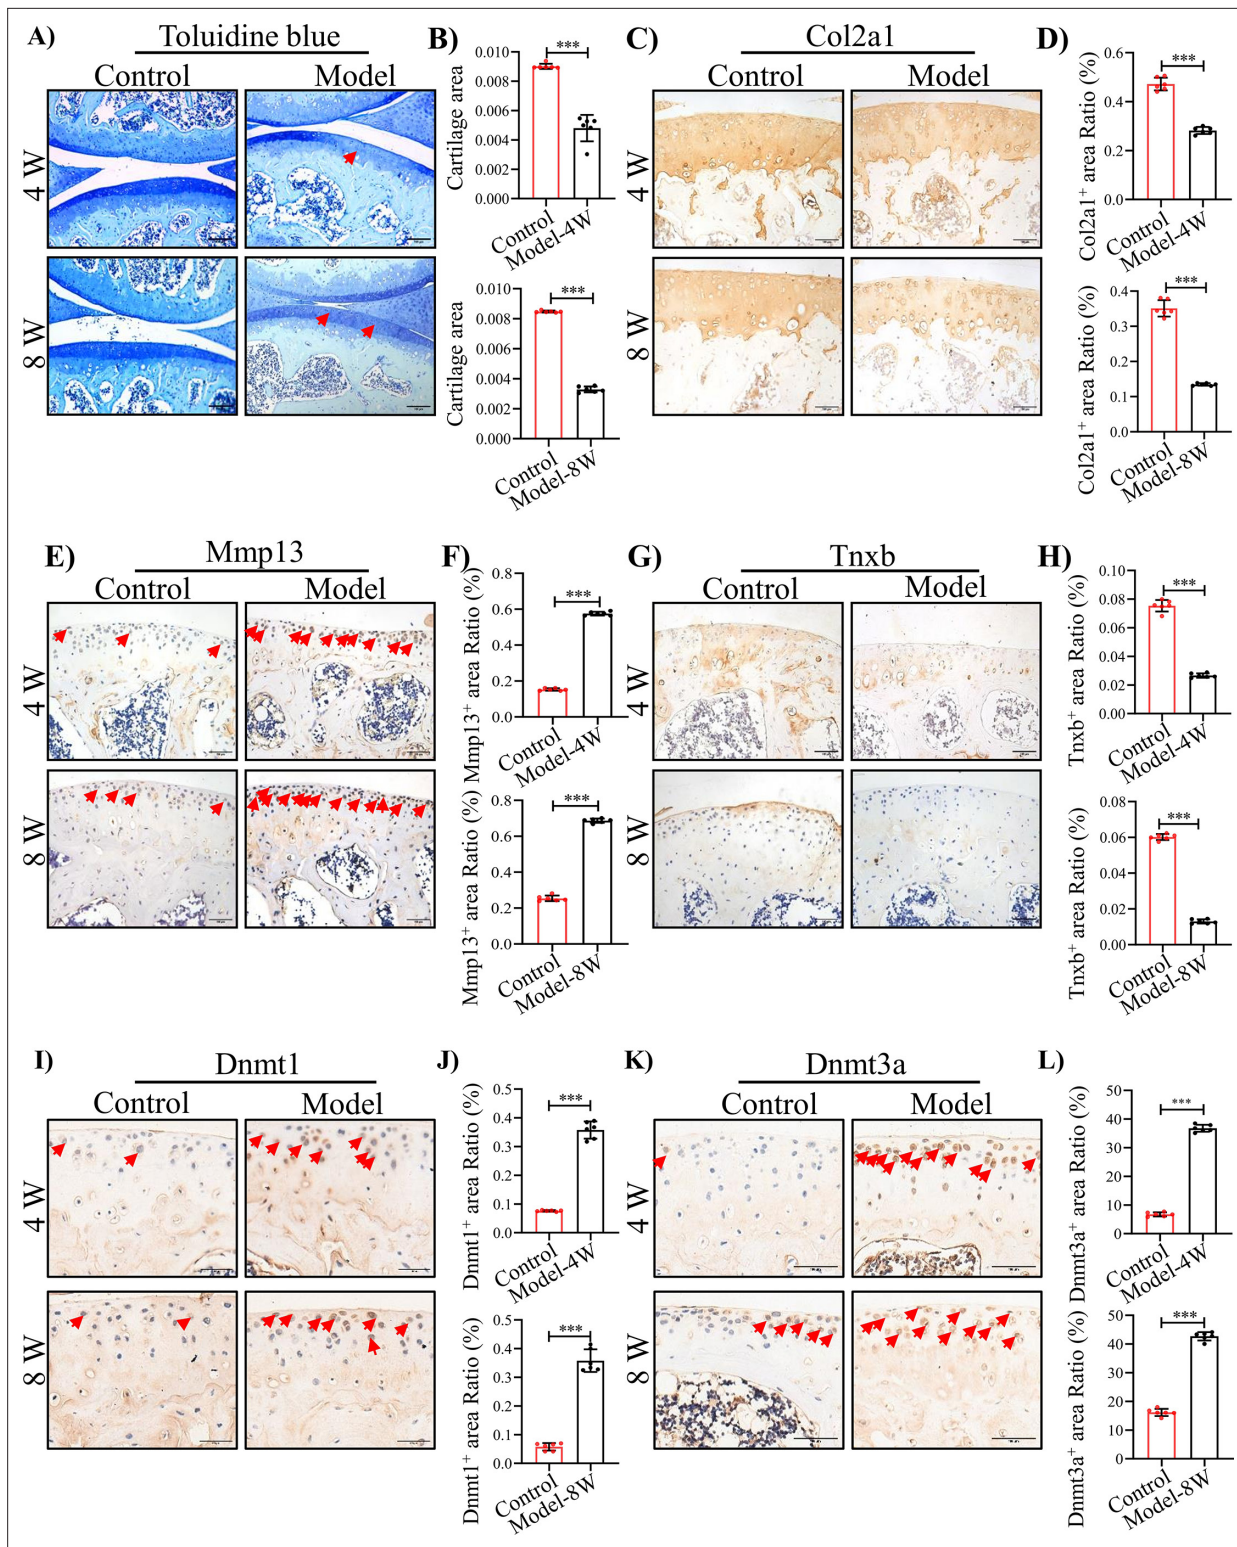 A)
Toluidine blue
Control Model
4 W
8 W
B)
Cartilage area
0.010
0.008
0.006
0.004
0.002
0.000
***
Control
Model-4W
Cartilage area
0.010
0.008
0.006
0.004
0.002
0.000
***
Control
Model-8W
C)
Col2a1
Control Model
4 W
8 W
D)
Col2a1+ area Ratio (%)
0.6
0.4
0.2
0.0
***
Control
Model-4W
Col2a1+ area Ratio (%)
0.4
0.3
0.2
0.1
0.0
***
Control
Model-8W
E)
Mmp13
Control Model
4 W
8 W
F)
Mmp13+ area Ratio (%)
0.8
0.6
0.4
0.2
0.0
***
Control
Model-4W
Mmp13+ area Ratio (%)
0.8
0.6
0.4
0.2
0.0
***
Control
Model-8W
G)
Tnxb
Control Model
4 W
8 W
H)
Tnxb+ area Ratio (%)
0.10
0.08
0.06
0.04
0.02
0.00
***
Control
Model-4W
Tnxb+ area Ratio (%)
0.08
0.06
0.04
0.02
0.00
***
Control
Model-8W
I)
Dnmt1
Control Model
4 W
8 W
J)
Dnmt1+ area Ratio (%)
0.5
0.4
0.3
0.2
0.1
0.0
***
Control
Model-4W
Dnmt1+ area Ratio (%)
0.5
0.4
0.3
0.2
0.1
0.0
***
Control
Model-8W
K)
Dnmt3a
Control Model
4 W
8 W
L)
Dnmt3a+ area Ratio (%)
50
40
30
20
10
0
***
Control
Model-4W
Dnmt3a+ area Ratio (%)
50
40
30
20
10
0
***
Control
Model-8W